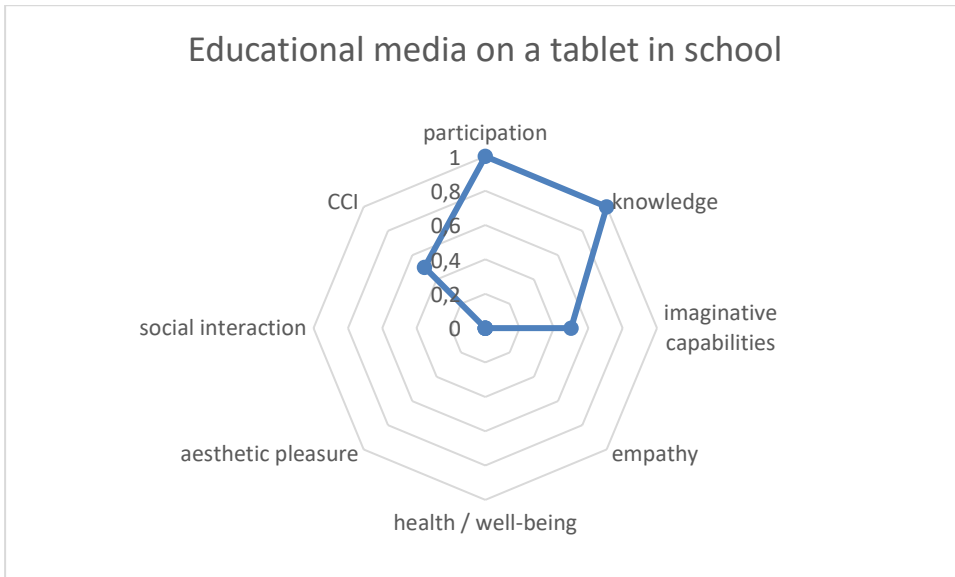 Educational media on a tablet in school
participation
1
CCI
0,8
knowledge
0,6
0,4
0,2
social interaction
0
imaginative
capabilities
aesthetic pleasure
empathy
health / well-being